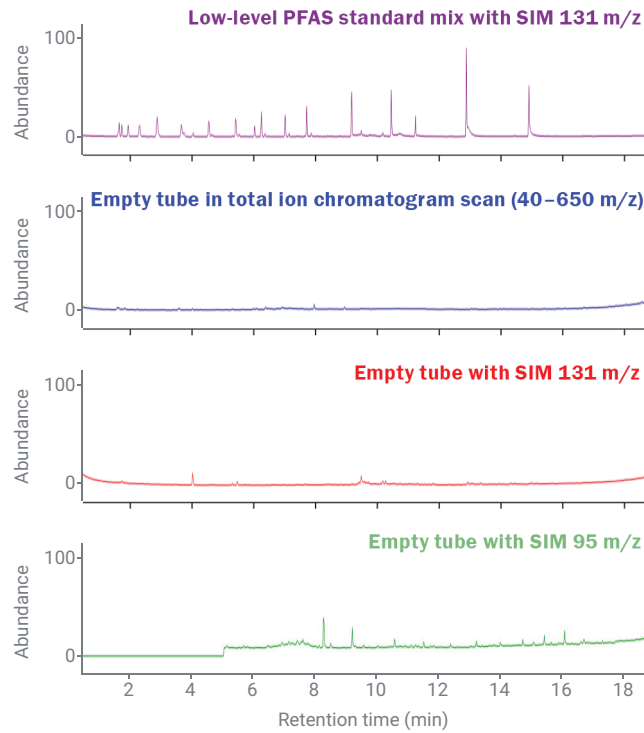 Low-level PFAS standard mix with SIM 131 m/z
100
Abundance
0
Empty tube in total ion chromatogram scan (40–650 m/z)
100
Abundance
0
Empty tube with SIM 131 m/z
100
Abundance
0
Empty tube with SIM 95 m/z
100
Abundance
0
2 4 6 8 10 12 14 16 18
Retention time (min)